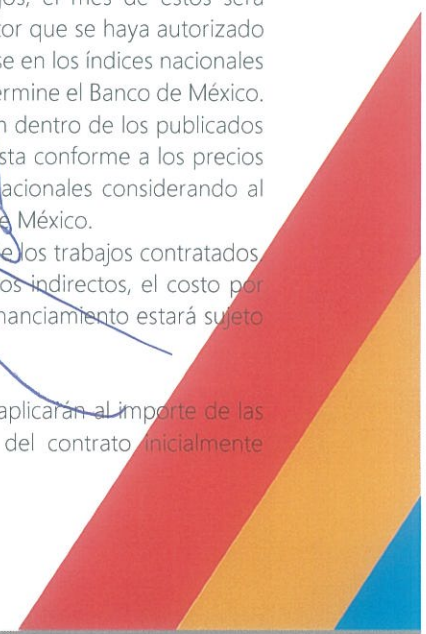 jos, el mes de estos será
tor que se haya autorizado
se en los índices nacionales
ermine el Banco de México.
n dentro de los publicados
sta conforme a los precios
acionales considerando al
e México.
e los trabajos contratados,
os indirectos, el costo por
nanciamiento estará sujeto
aplicarán al importe de las
del contrato inicialmente